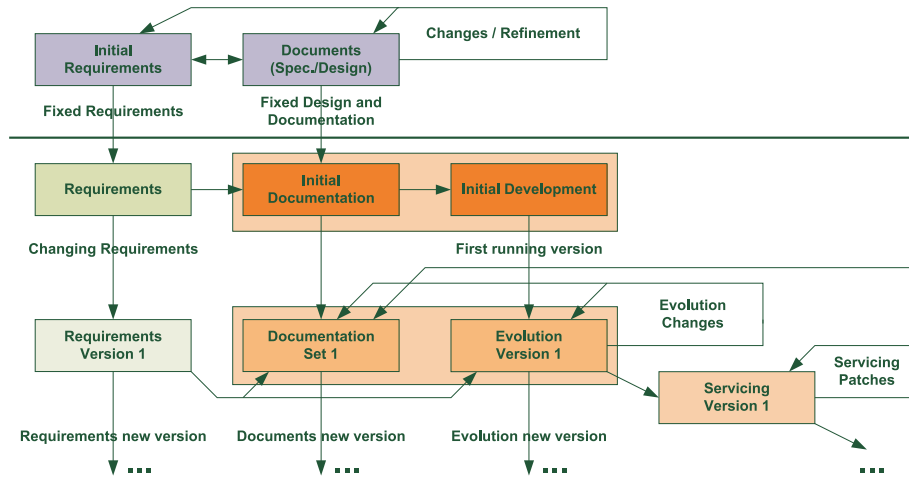 Initial
Requirements
Documents
(Spec./Design)
Changes / Refinement
Fixed Requirements
Fixed Design and
Documentation
Requirements
Initial
Documentation
Initial Development
Changing Requirements
First running version
Evolution
Changes
Requirements
Version 1
Documentation
Set 1
Evolution
Version 1
Servicing
Patches
Servicing
Version 1
Requirements new version
Documents new version
Evolution new version
...
...
...
...